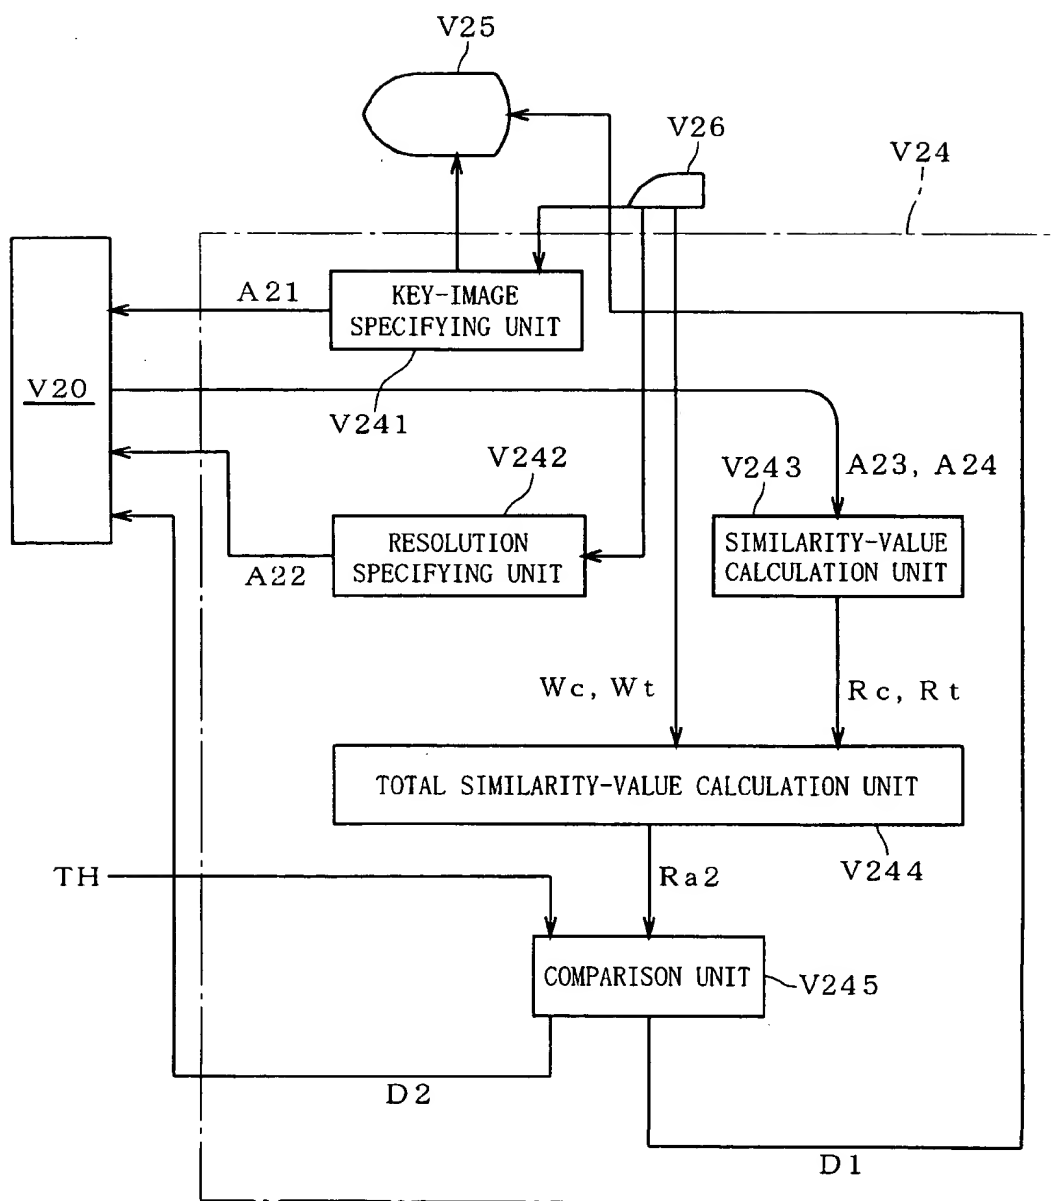 V25
V26
V24
A21
KEY-IMAGE
SPECIFYING UNIT
V20
V241
V242
V243
A23, A24
RESOLUTION
SPECIFYING UNIT
A22
SIMILARITY-VALUE
CALCULATION UNIT
Wc, Wt
Rc, Rt
TOTAL SIMILARITY-VALUE CALCULATION UNIT
V244
TH
Ra2
COMPARISON UNIT
V245
D2
D1